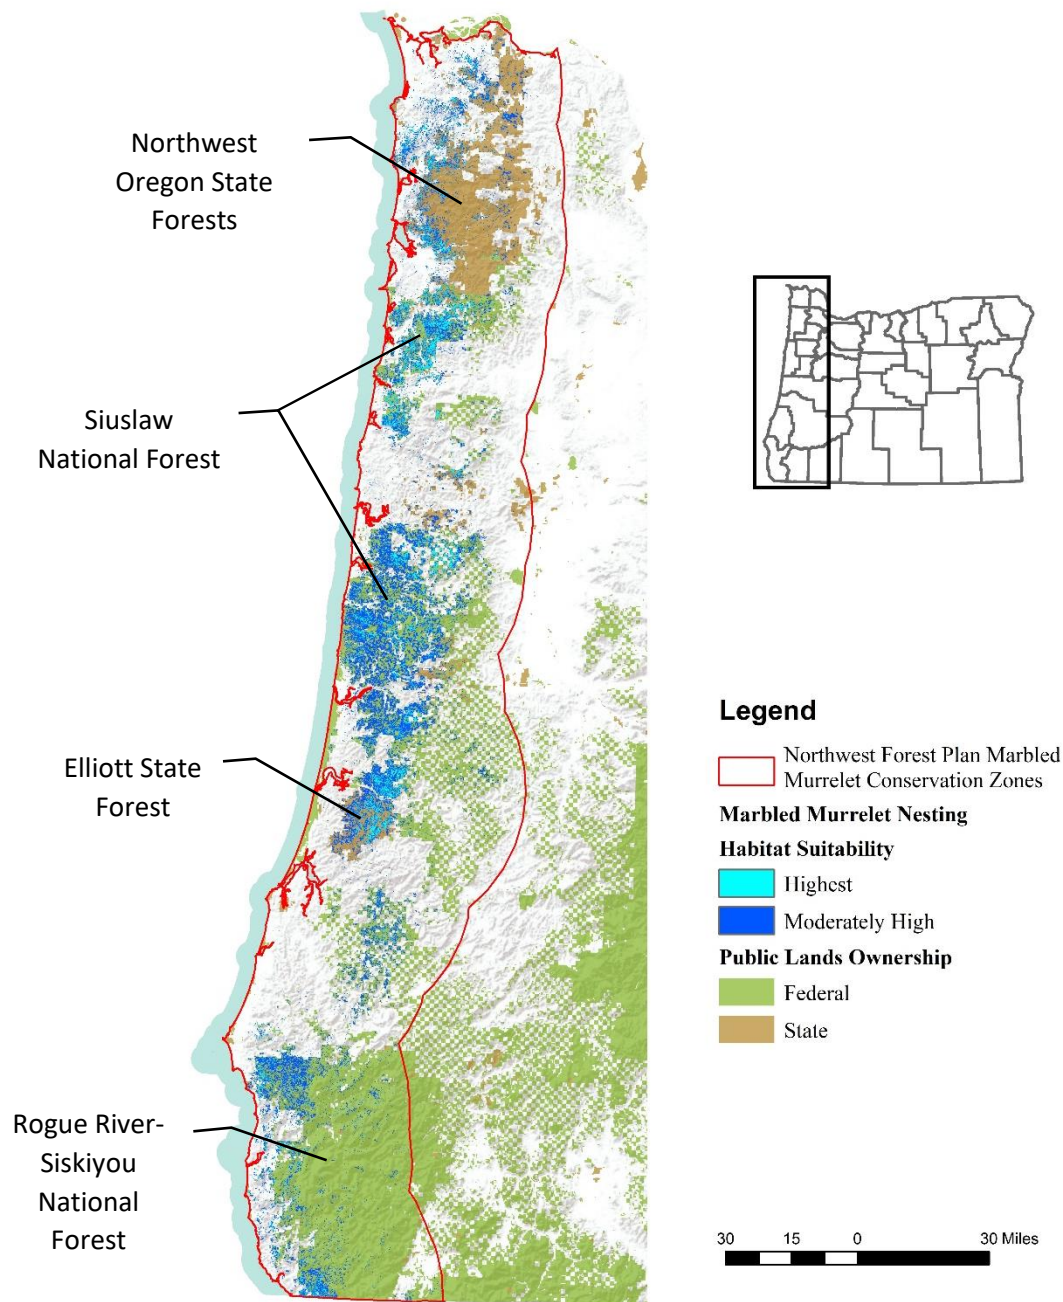 Northwest
Oregon State
Forests
Siuslaw
National Forest
Elliott State
Forest
Rogue River-
Siskiyou
National
Forest
Legend
Northwest Forest Plan Marbled
Murrelet Conservation Zones
Marbled Murrelet Nesting
Habitat Suitability
Highest
Moderately High
Public Lands Ownership
Federal
State
30 15 0 30 Miles